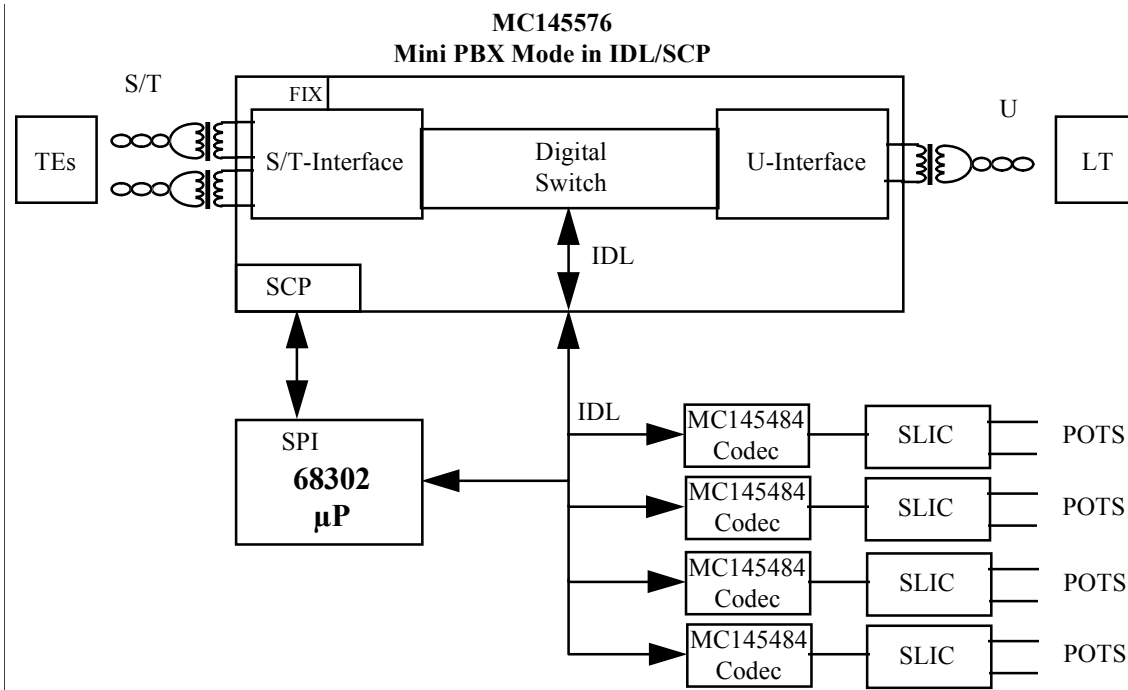 MC145576
Mini PBX Mode in IDL/SCP
S/T
FIX
U
TEs
S/T-Interface
Digital
Switch
U-Interface
LT
IDL
SCP
IDL
SPI
68302
µP
MC145484
Codec
SLIC
POTS
MC145484
Codec
SLIC
POTS
MC145484
Codec
SLIC
POTS
MC145484
Codec
SLIC
POTS